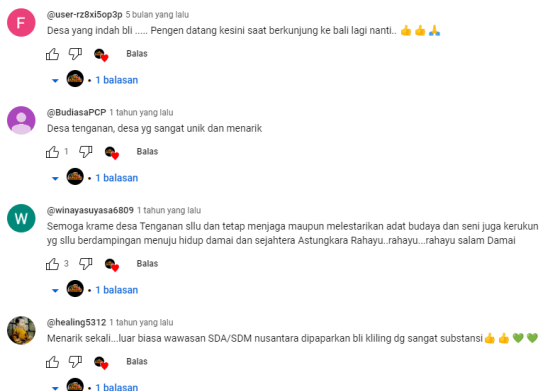 F
@user-rz8xi5op3p 5 bulan yang lalu
Desa yang indah bli ..... Pengen datang kesini saat berkunjung ke bali lagi nanti.. 👍👍🙏
Balas
1 balasan
@BudiasaPCP 1 tahun yang lalu
Desa tenganan, desa yg sangat unik dan menarik
1 Balas
1 balasan
W
@winayasuyasa6809 1 tahun yang lalu
Semoga krame desa Tenganan sllu dan tetap menjaga maupun melestarikan adat budaya dan seni juga kerukun
yg sllu berdampingan menuju hidup damai dan sejahtera Astungkara Rahayu..rahayu...rahayu salam Damai
3 Balas
1 balasan
@healing5312 1 tahun yang lalu
Menarik sekali...luar biasa wawasan SDA/SDM nusantara dipaparkan bli kliling dg sangat substansi👍👍💚💚
Balas
1 balasan